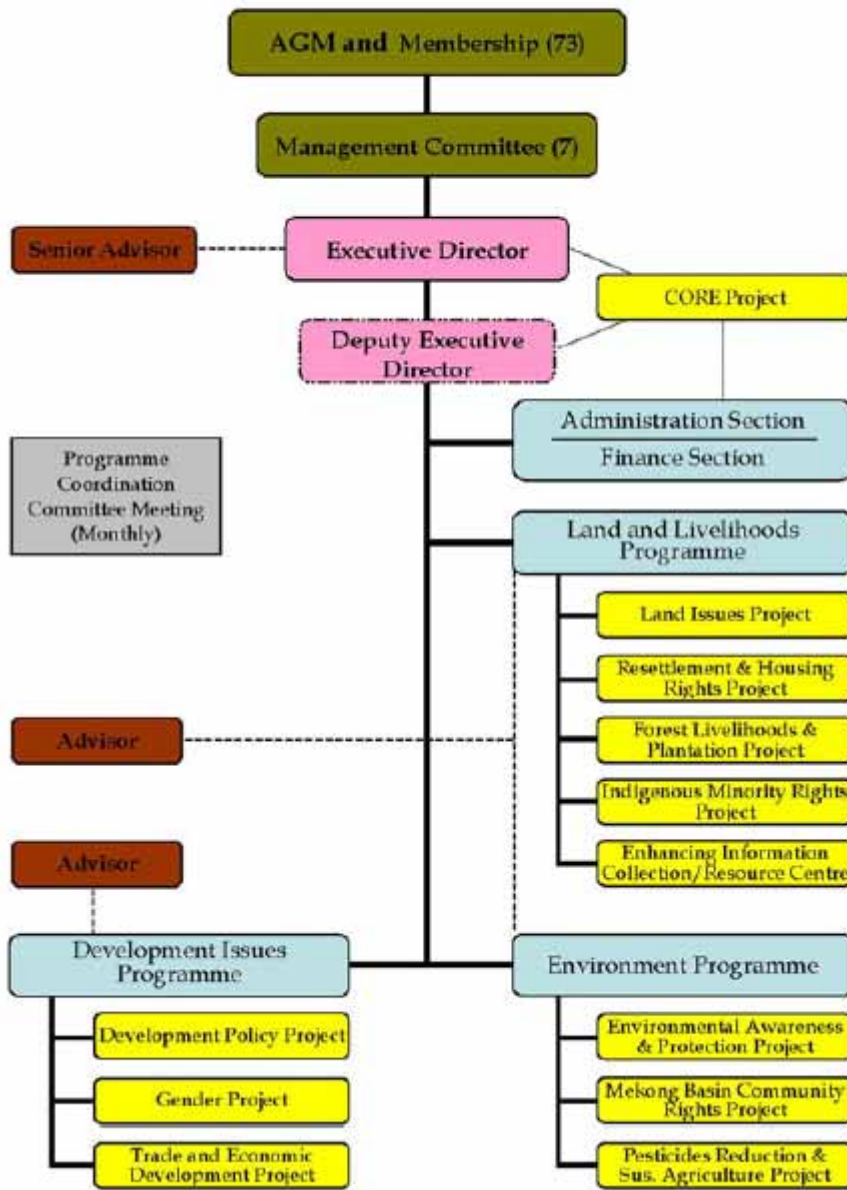 AGM and Membership (73)
Management Committee (7)
Senior Advisor
Executive Director
CORE Project
Deputy Executive
Director
Administration Section
Finance Section
Programme
Coordination
Committee Meeting
(Monthly)
Land and Livelihoods
Programme
Land Issues Project
Resettlement & Housing
Rights Project
Forest Livelihoods &
Plantation Project
Indigenous Minority Rights
Project
Enhancing Information
Collection/Resource Centre
Advisor
Advisor
Development Issues
Programme
Development Policy Project
Gender Project
Trade and Economic
Development Project
Environment Programme
Environmental Awareness
& Protection Project
Mekong Basin Community
Rights Project
Pesticides Reduction &
Sus. Agriculture Project